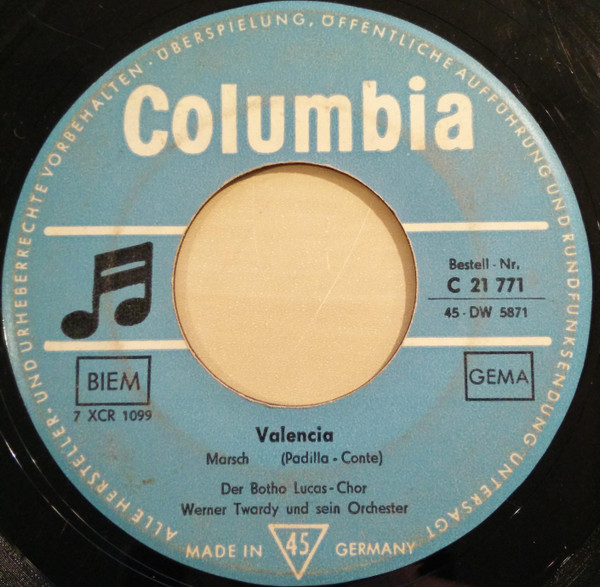 ALLE HERSTELLER- UND URHEBERRECHTE VORBEHALTEN · ÜBERSPIELUNG, ÖFFENTLICHE AUFFÜHRUNG UND RUNDFUNKSENDUNG UNTERSAGT
Columbia
Bestell - Nr.
C 21 771
45 - DW 5871
BIEM
GEMA
7 XCR 1099
Valencia
Marsch (Padilla - Conte)
Der Botho Lucas - Chor
Werner Twardy und sein Orchester
MADE IN 45 GERMANY